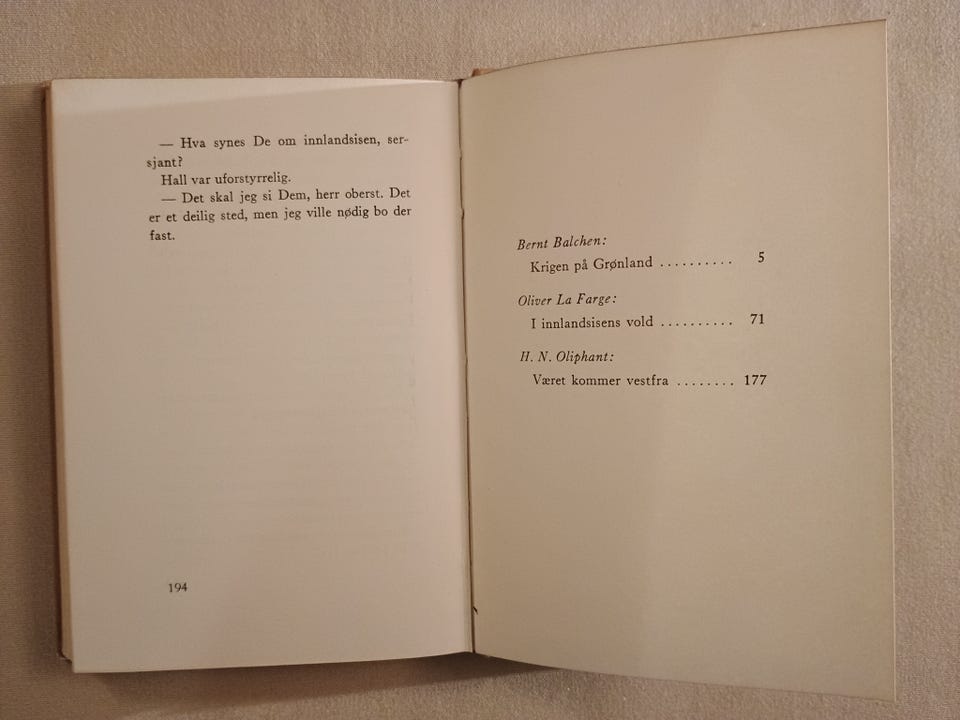 — Hva synes De om innlandsisen, ser-
sjant?
Hall var uforstyrrelig.
— Det skal jeg si Dem, herr oberst. Det
er et deilig sted, men jeg ville nødig bo der
fast.
194
Bernt Balchen:
Krigen på Grønland .......... 5
Oliver La Farge:
I innlandsisens vold .......... 71
H. N. Oliphant:
Været kommer vestfra ........ 177